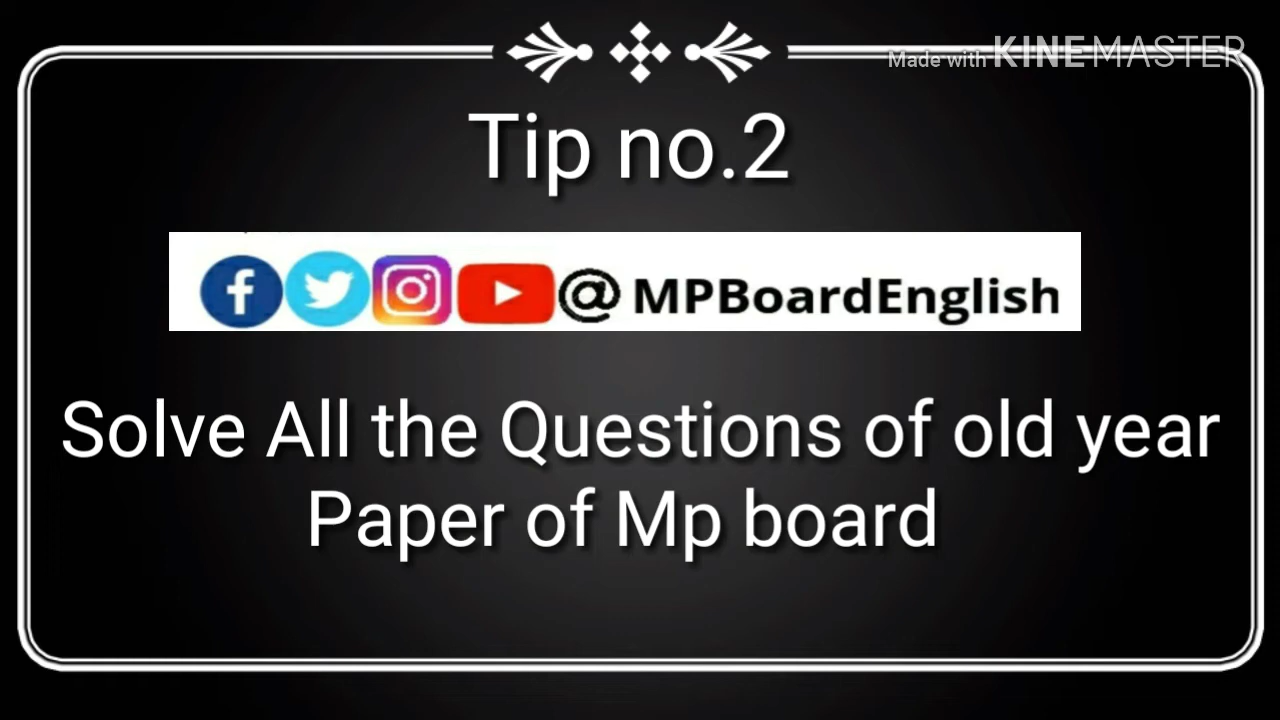 Made with KINEMASTER
Tip no.2
@MPBoardEnglish
Solve All the Questions of old year
Paper of Mp board